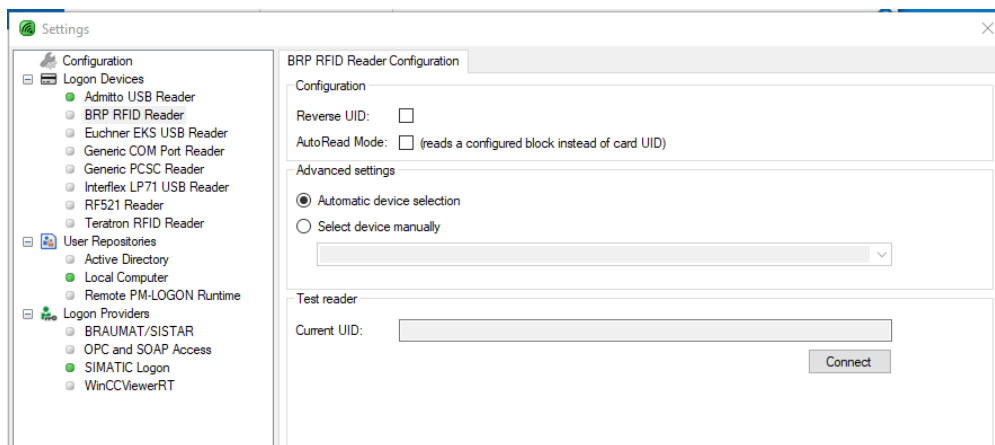 Settings
Configuration
Logon Devices
Admitto USB Reader
BRP RFID Reader
Euchner EKS USB Reader
Generic COM Port Reader
Generic PCSC Reader
Interflex LP71 USB Reader
RF521 Reader
Teratron RFID Reader
User Repositories
Active Directory
Local Computer
Remote PM-LOGON Runtime
Logon Providers
BRAUMAT/SISTAR
OPC and SOAP Access
SIMATIC Logon
WinCCViewerRT
BRP RFID Reader Configuration
Configuration
Reverse UID:
AutoRead Mode: (reads a configured block instead of card UID)
Advanced settings
Automatic device selection
Select device manually
Test reader
Current UID:
Connect